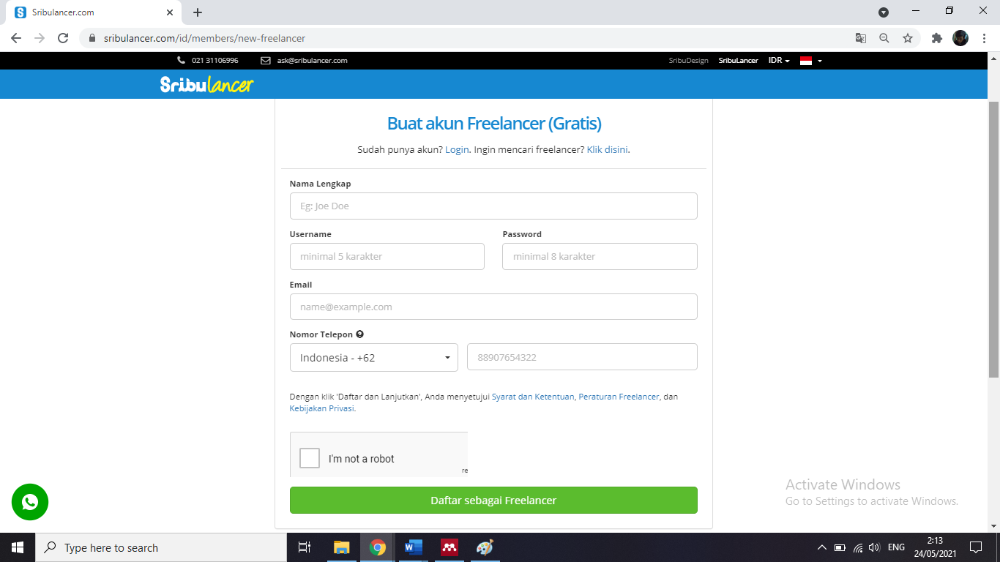 Sribulancer.com
sribulancer.com/id/members/new-freelancer
021 31106996 ask@sribulancer.com SribuDesign SribuLancer IDR
Sribulancer
Buat akun Freelancer (Gratis)
Sudah punya akun? Login. Ingin mencari freelancer? Klik disini.
Nama Lengkap
Eg: Joe Doe
Username Password
minimal 5 karakter minimal 8 karakter
Email
name@example.com
Nomor Telepon
Indonesia - +62 88907654322
Dengan klik 'Daftar dan Lanjutkan', Anda menyetujui Syarat dan Ketentuan, Peraturan Freelancer, dan
Kebijakan Privasi.
I'm not a robot
re
Daftar sebagai Freelancer
Activate Windows
Go to Settings to activate Windows.
Type here to search
ENG
2:13
24/05/2021